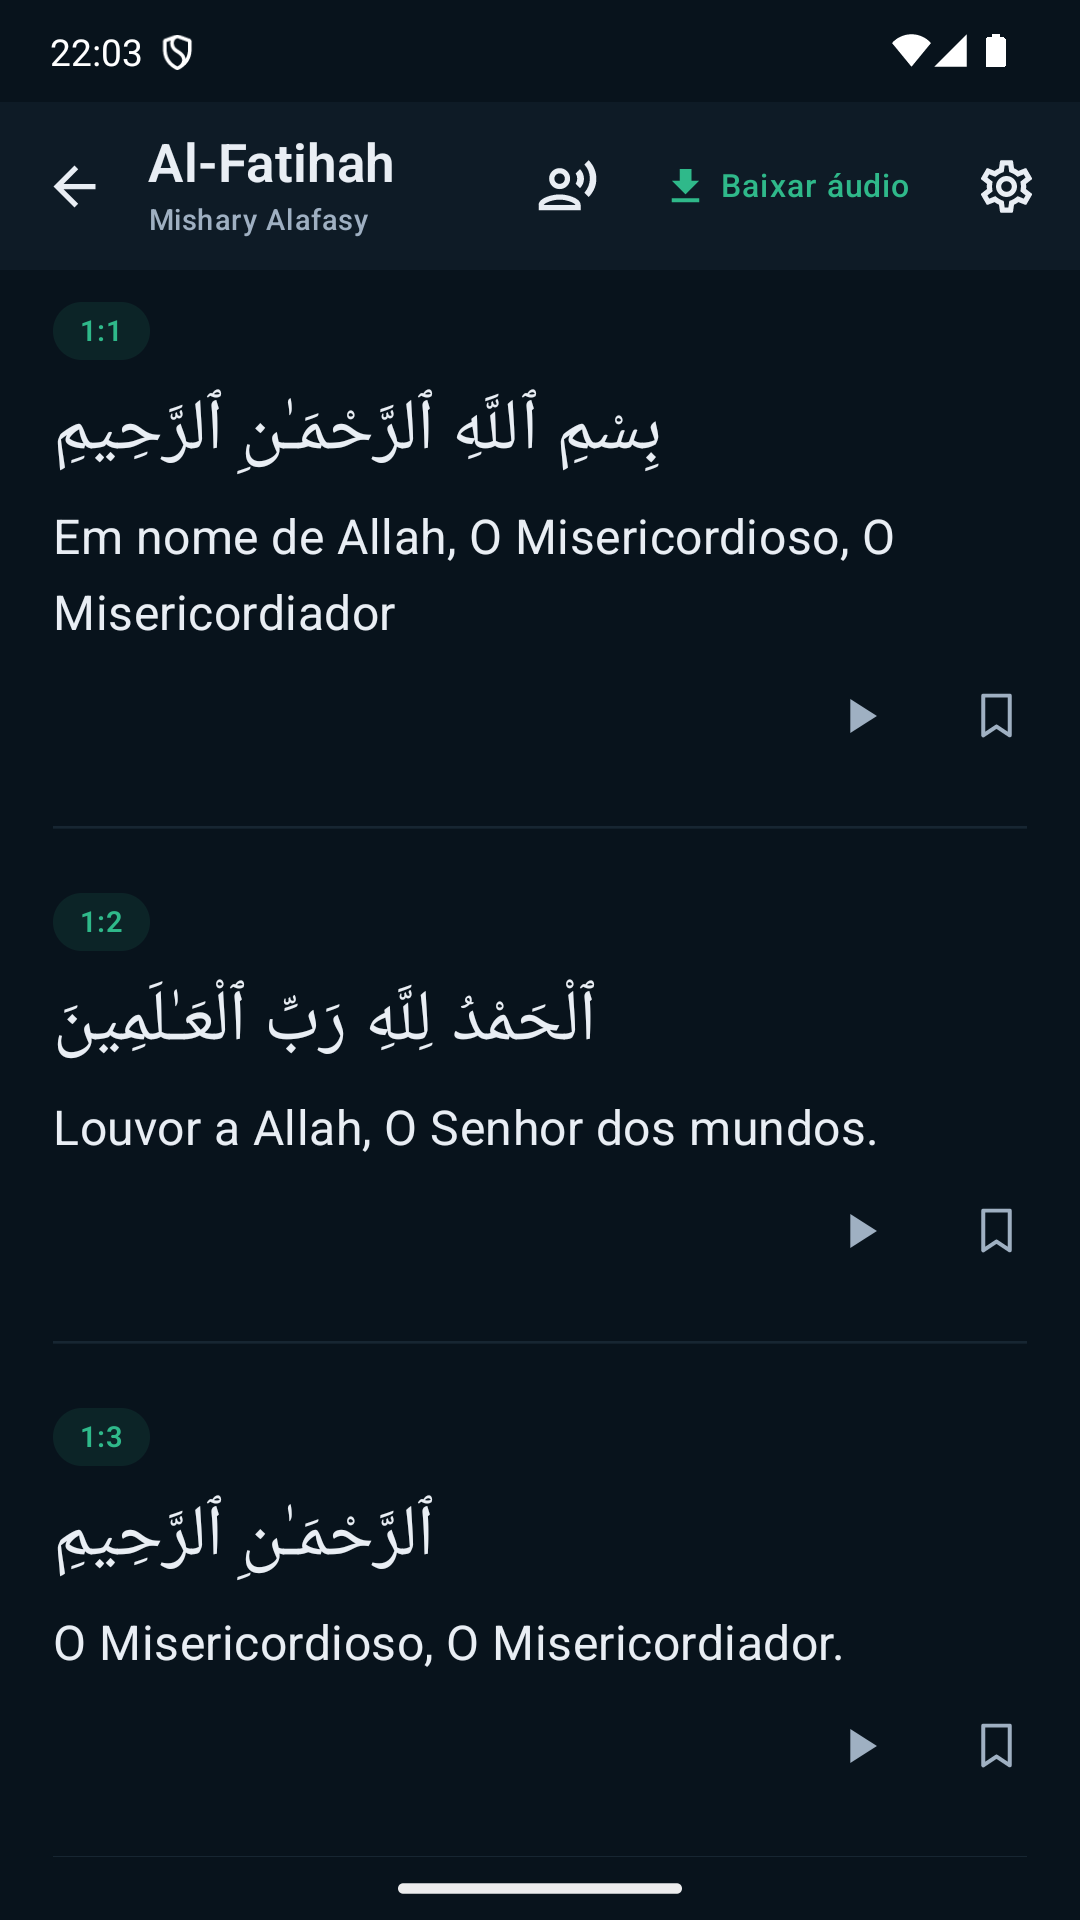 22:03
Al-Fatihah
Mishary Alafasy
Baixar áudio
1:1
بِسْمِ ٱللَّهِ ٱلرَّحْمَـٰنِ ٱلرَّحِيمِ
Em nome de Allah, O Misericordioso, O
Misericordiador
1:2
ٱلْحَمْدُ لِلَّهِ رَبِّ ٱلْعَـٰلَمِينَ
Louvor a Allah, O Senhor dos mundos.
1:3
ٱلرَّحْمَـٰنِ ٱلرَّحِيمِ
O Misericordioso, O Misericordiador.